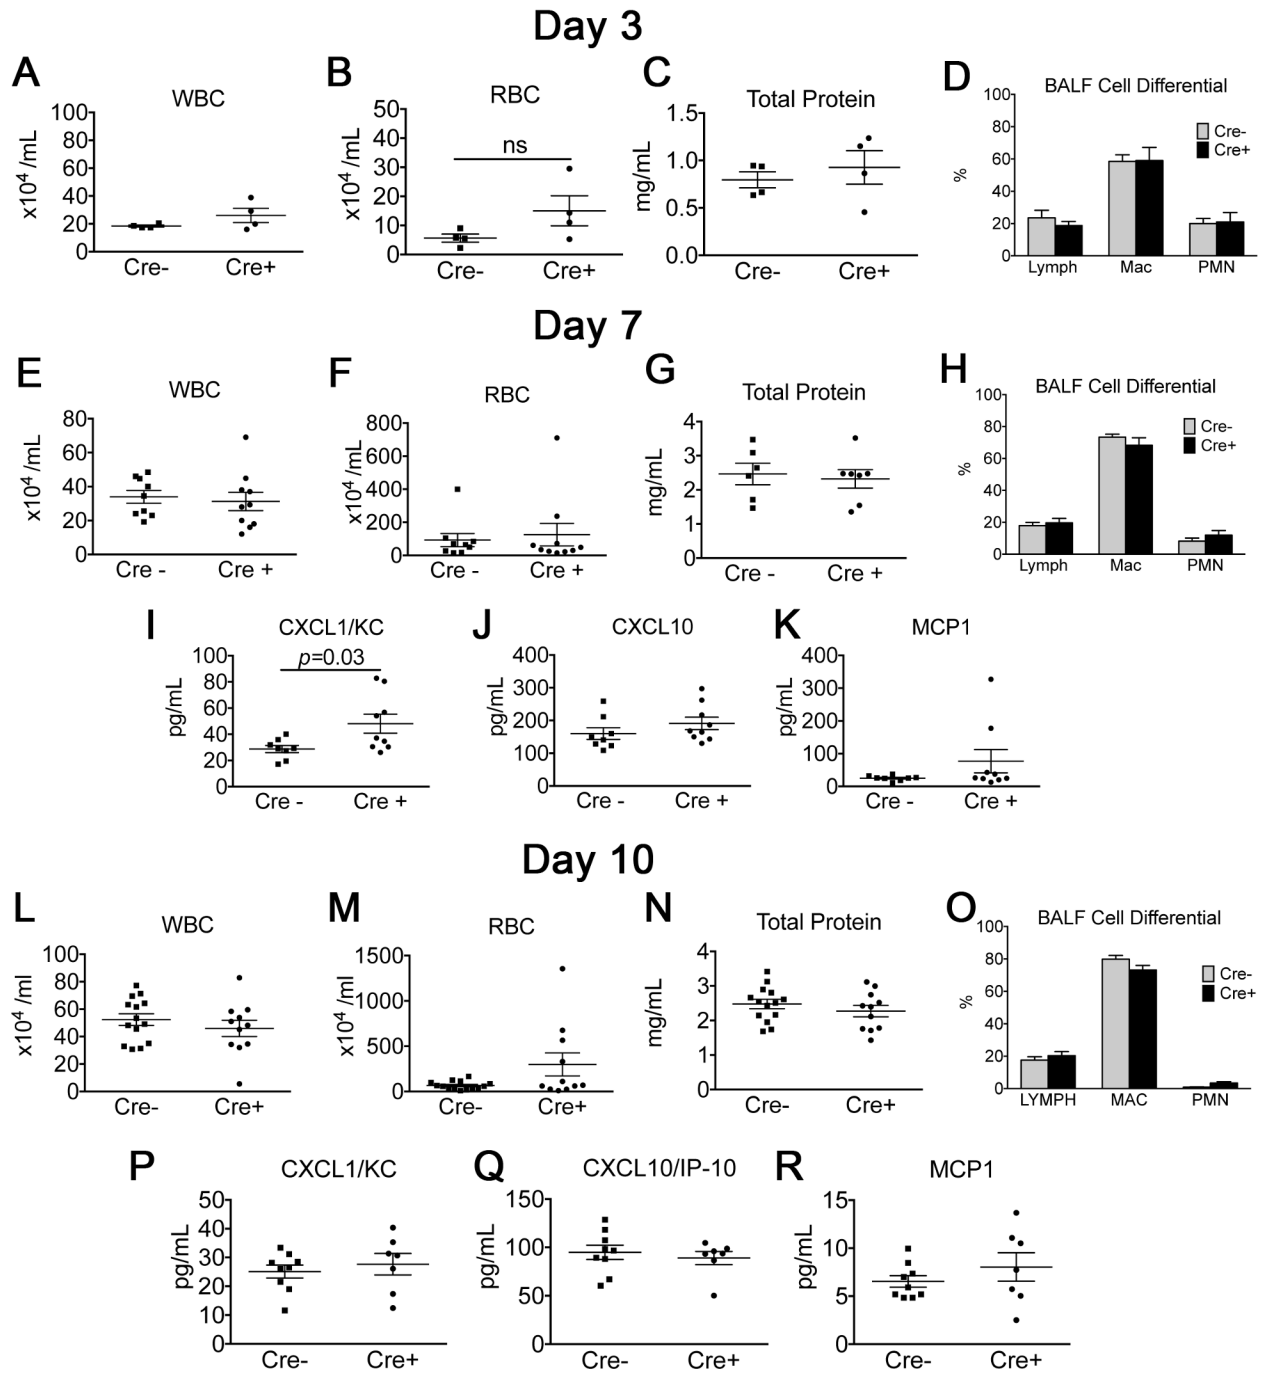 Day 3
A
WBC
x10⁴ /mL
100
80
60
40
20
0
Cre-
Cre+
B
RBC
x10⁴ /mL
50
40
30
20
10
0
ns
Cre-
Cre+
C
Total Protein
mg/mL
1.5
1.0
0.5
0.0
Cre-
Cre+
D
BALF Cell Differential
%
100
80
60
40
20
0
Cre-
Cre+
Lymph
Mac
PMN
Day 7
E
WBC
x10⁴ /mL
80
60
40
20
0
Cre -
Cre +
F
RBC
x10⁴ /mL
800
600
400
200
0
Cre -
Cre +
G
Total Protein
mg/mL
4
3
2
1
0
Cre -
Cre +
H
BALF Cell Differential
%
100
80
60
40
20
0
Cre-
Cre+
Lymph
Mac
PMN
I
CXCL1/KC
pg/mL
100
80
60
40
20
0
p=0.03
Cre -
Cre +
J
CXCL10
pg/mL
400
300
200
100
0
Cre -
Cre +
K
MCP1
pg/mL
400
300
200
100
0
Cre -
Cre +
Day 10
L
WBC
x10⁴ /ml
100
80
60
40
20
0
Cre-
Cre+
M
RBC
x10⁴ /ml
1500
1000
500
0
Cre-
Cre+
N
Total Protein
mg/mL
4
3
2
1
0
Cre-
Cre+
O
BALF Cell Differential
%
100
80
60
40
20
0
Cre-
Cre+
LYMPH
MAC
PMN
P
CXCL1/KC
pg/mL
50
40
30
20
10
0
Cre-
Cre+
Q
CXCL10/IP-10
pg/mL
150
100
50
0
Cre-
Cre+
R
MCP1
pg/mL
15
10
5
0
Cre-
Cre+